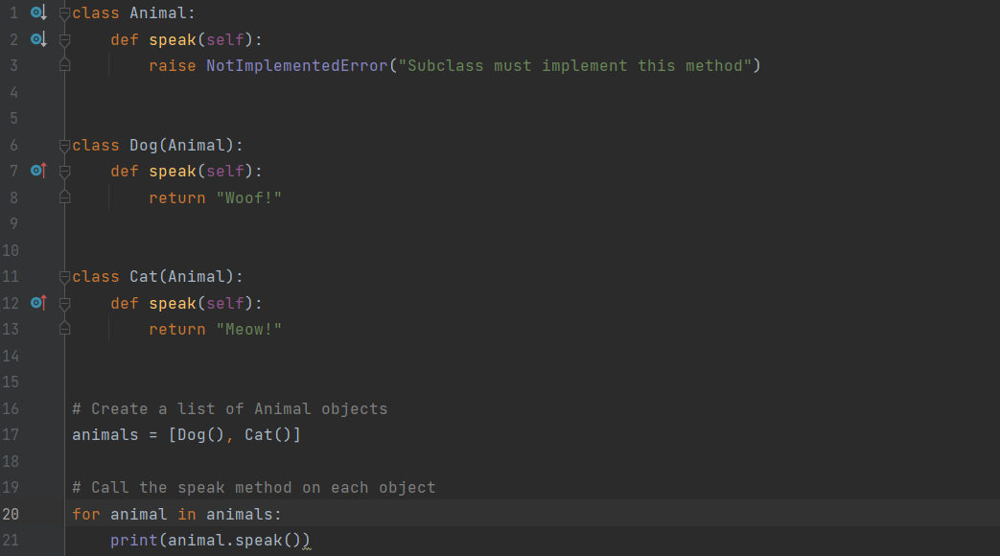 1 class Animal:
2     def speak(self):
3         raise NotImplementedError("Subclass must implement this method")
4
5
6 class Dog(Animal):
7     def speak(self):
8         return "Woof!"
9
10
11 class Cat(Animal):
12     def speak(self):
13         return "Meow!"
14
15
16 # Create a list of Animal objects
17 animals = [Dog(), Cat()]
18
19 # Call the speak method on each object
20 for animal in animals:
21     print(animal.speak())